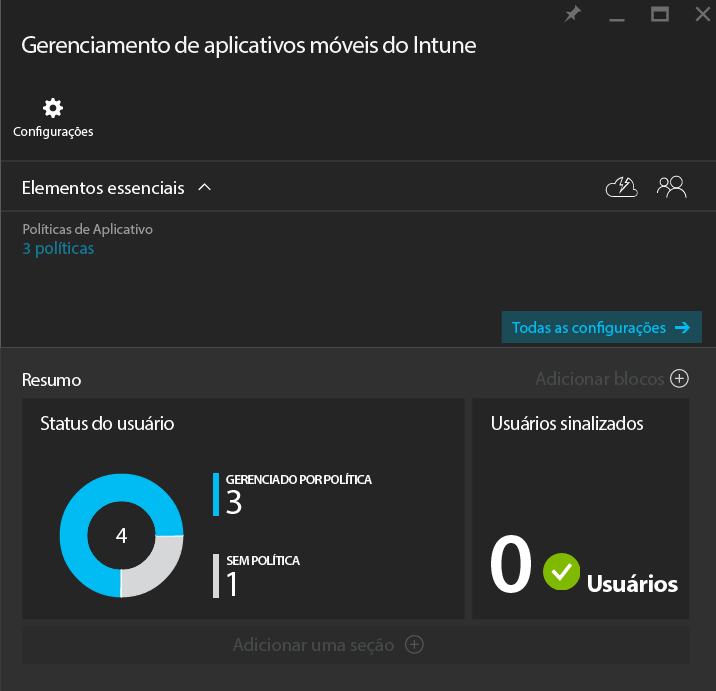 Gerenciamento de aplicativos móveis do Intune
Configurações
Elementos essenciais
Políticas de Aplicativo
3 políticas
Todas as configurações
Resumo
Adicionar blocos
Status do usuário
4
GERENCIADO POR POLÍTICA
3
SEM POLÍTICA
1
Usuários sinalizados
0
Usuários
Adicionar uma seção